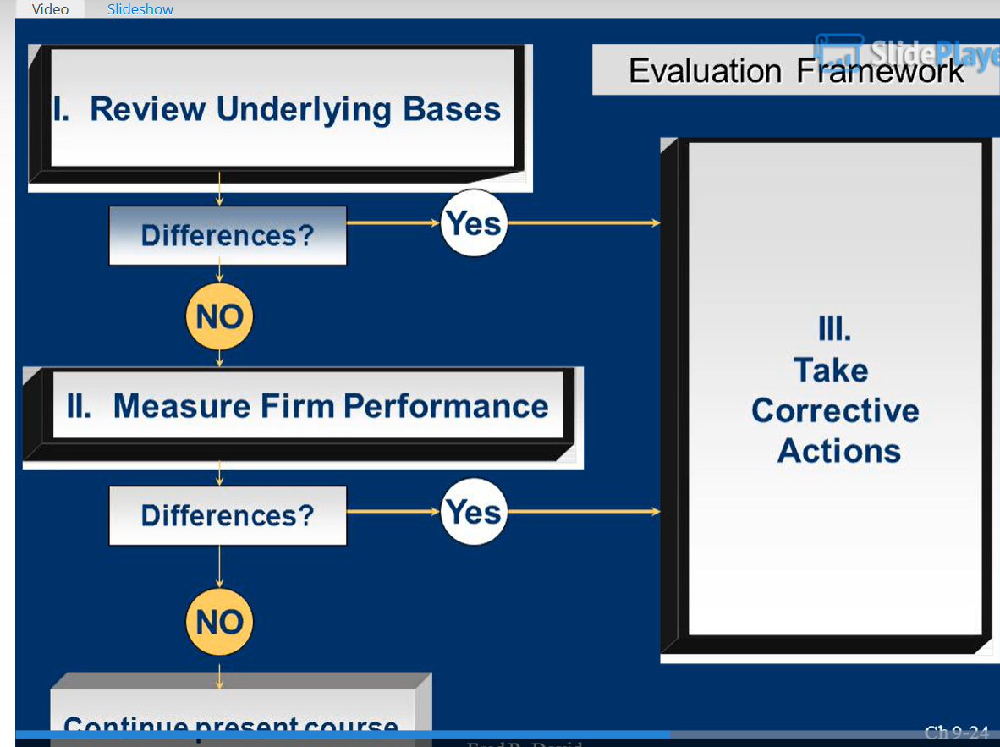 Video
Slideshow
SlidePlaye
Evaluation Framework
I. Review Underlying Bases
Differences?
Yes
NO
II. Measure Firm Performance
Differences?
Yes
NO
III.
Take
Corrective
Actions
Continue present course
Ch 9-24